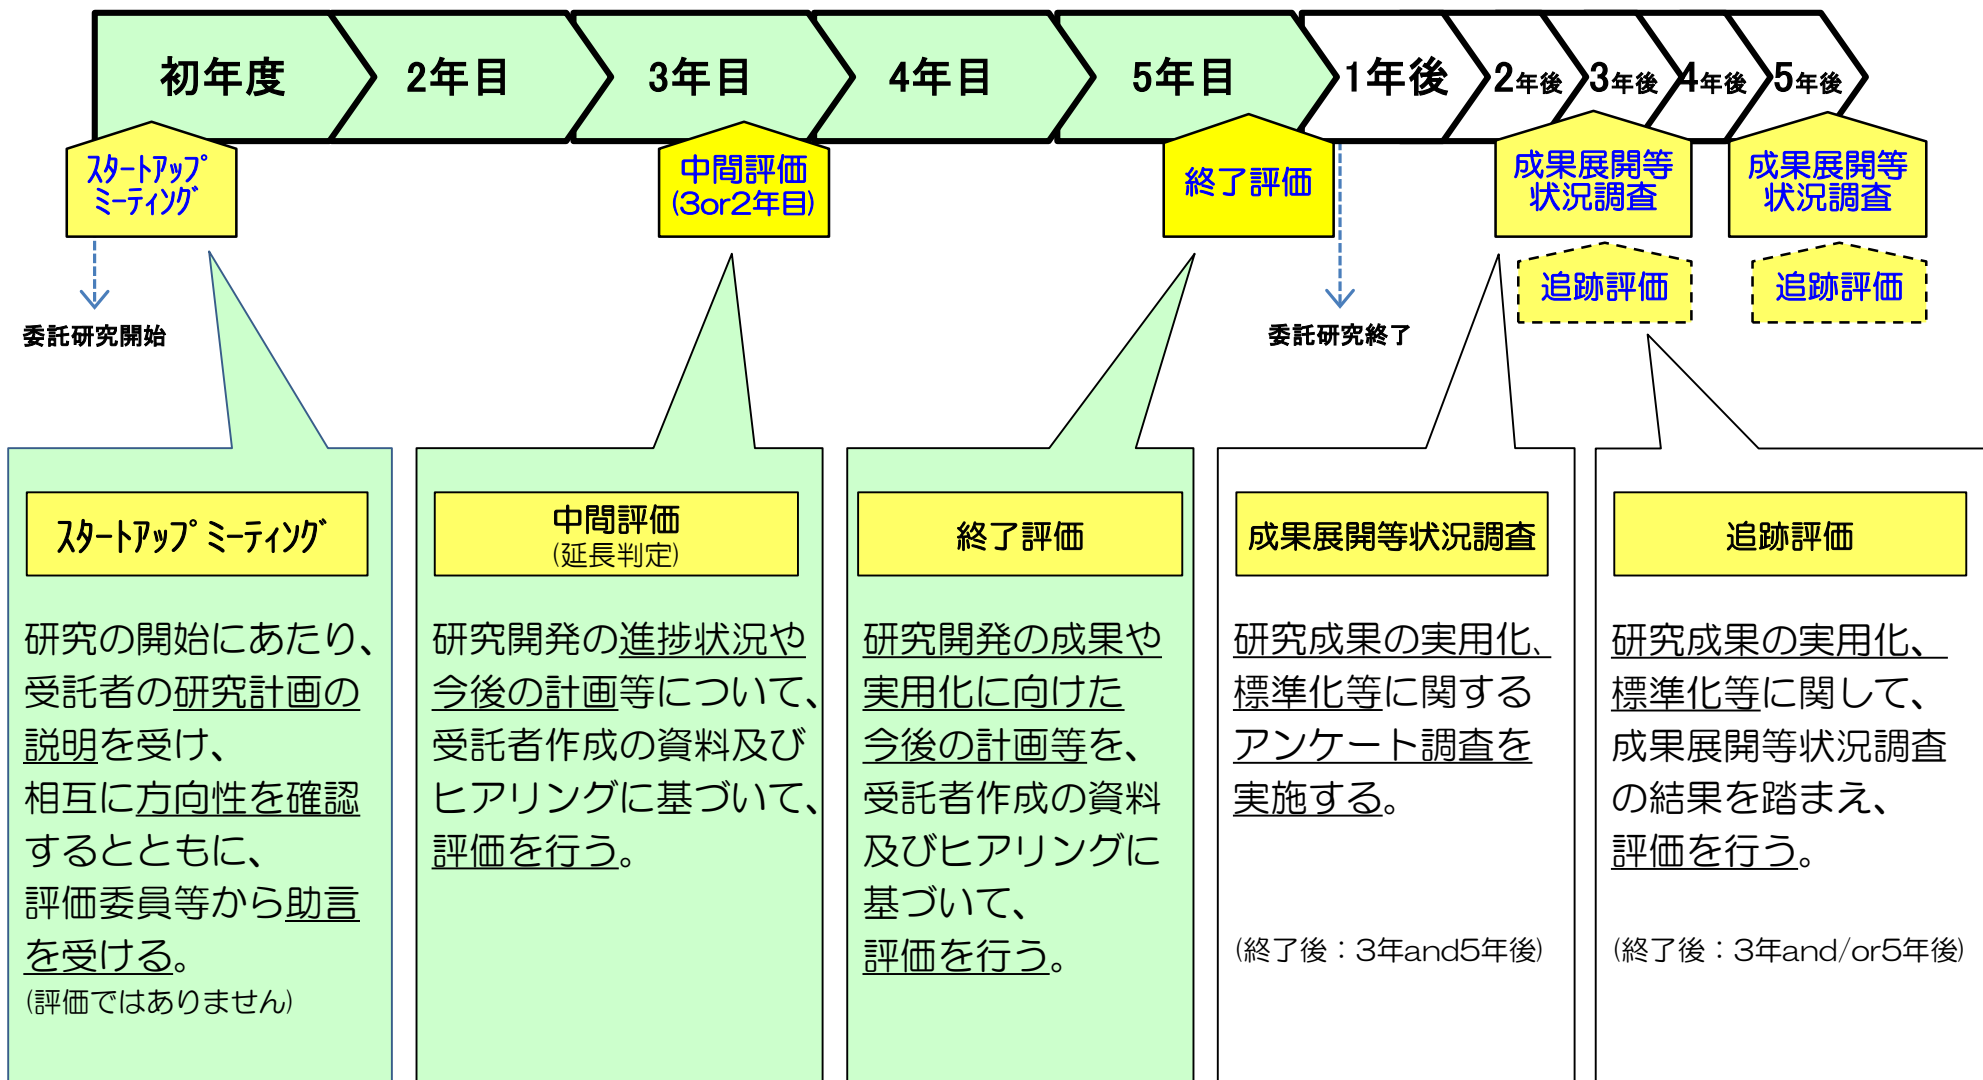 初年度
2年目
3年目
4年目
5年目
1年後
2年後
3年後
4年後
5年後
スタートアップ
ミーティング
中間評価
(3or2年目)
終了評価
成果展開等
状況調査
成果展開等
状況調査
追跡評価
追跡評価
委託研究開始
委託研究終了
スタートアップ ミーティング
研究の開始にあたり、
受託者の研究計画の
説明を受け、
相互に方向性を確認
するとともに、
評価委員等から助言
を受ける。
(評価ではありません)
中間評価
(延長判定)
研究開発の進捗状況や
今後の計画等について、
受託者作成の資料及び
ヒアリングに基づいて、
評価を行う。
終了評価
研究開発の成果や
実用化に向けた
今後の計画等を、
受託者作成の資料
及びヒアリングに
基づいて、
評価を行う。
成果展開等状況調査
研究成果の実用化、
標準化等に関する
アンケート調査を
実施する。
(終了後：3年and5年後)
追跡評価
研究成果の実用化、
標準化等に関して、
成果展開等状況調査
の結果を踏まえ、
評価を行う。
(終了後：3年and/or5年後)